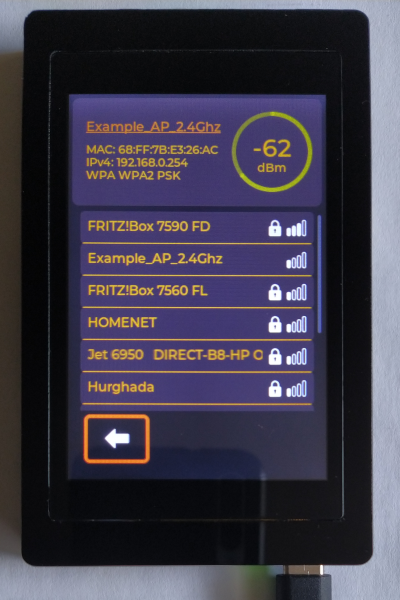 Example_AP_2.4Ghz
MAC: 68:FF:7B:E3:26:AC
IPv4: 192.168.0.254
WPA WPA2 PSK
-62
dBm
FRITZ!Box 7590 FD
Example_AP_2.4Ghz
FRITZ!Box 7560 FL
HOMENET
Jet 6950 DIRECT-B8-HP O
Hurghada